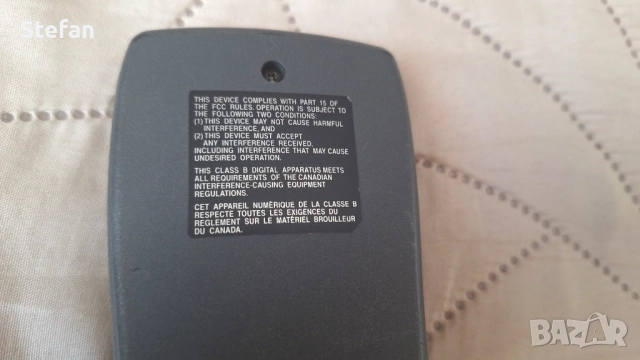 Stefan
THIS DEVICE COMPLIES WITH PART 15 OF
THE FCC RULES. OPERATION IS SUBJECT TO
THE FOLLOWING TWO CONDITIONS:
(1) THIS DEVICE MAY NOT CAUSE HARMFUL
INTERFERENCE, AND
(2) THIS DEVICE MUST ACCEPT
ANY INTERFERENCE RECEIVED,
INCLUDING INTERFERENCE THAT MAY CAUSE
UNDESIRED OPERATION.
THIS CLASS B DIGITAL APPARATUS MEETS
ALL REQUIREMENTS OF THE CANADIAN
INTERFERENCE-CAUSING EQUIPMENT
REGULATIONS.
CET APPAREIL NUMÉRIQUE DE LA CLASSE B
RESPECTE TOUTES LES EXIGENCES DU
REGLEMENT SUR LE MATÉRIEL BROUILLEUR
DU CANADA.
BAZAR
bg